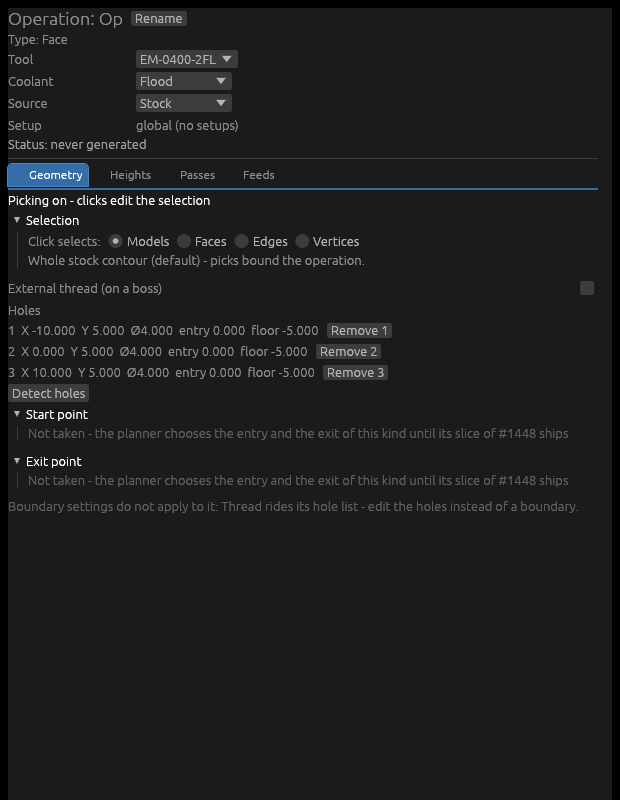 Operation: Op Rename
Type: Face
Tool EM-0400-2FL
Coolant Flood
Source Stock
Setup global (no setups)
Status: never generated
Geometry Heights Passes Feeds
Picking on - clicks edit the selection
Selection
Click selects: Models Faces Edges Vertices
Whole stock contour (default) - picks bound the operation.
External thread (on a boss)
Holes
1 X -10.000 Y 5.000 Ø4.000 entry 0.000 floor -5.000 Remove 1
2 X 0.000 Y 5.000 Ø4.000 entry 0.000 floor -5.000 Remove 2
3 X 10.000 Y 5.000 Ø4.000 entry 0.000 floor -5.000 Remove 3
Detect holes
Start point
Not taken - the planner chooses the entry and the exit of this kind until its slice of #1448 ships
Exit point
Not taken - the planner chooses the entry and the exit of this kind until its slice of #1448 ships
Boundary settings do not apply to it: Thread rides its hole list - edit the holes instead of a boundary.